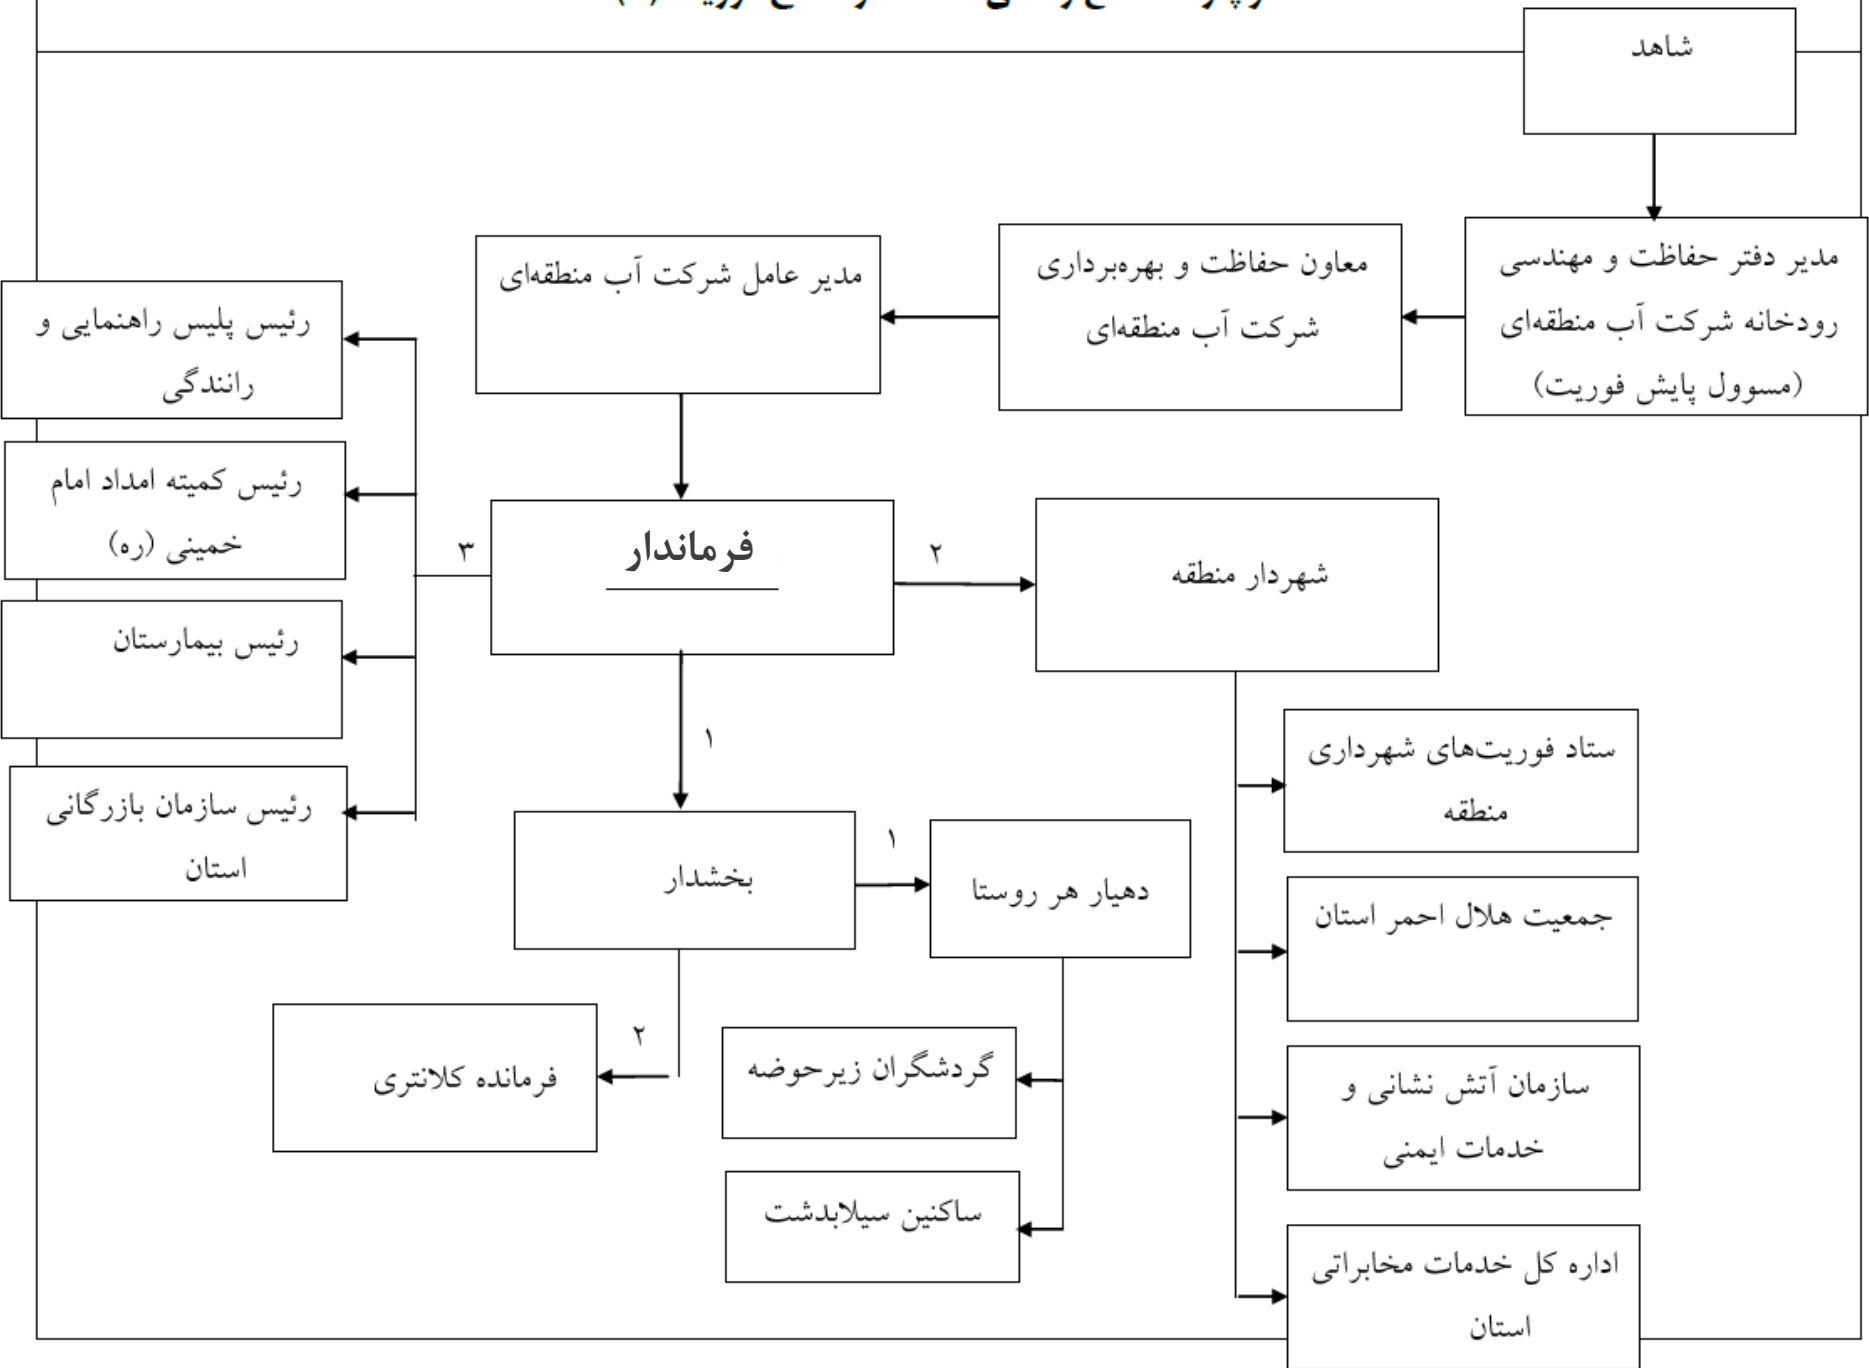 شاهد
مدیر دفتر حفاظت و مهندسی
رودخانه شرکت آب منطقه‌ای
(مسوول پایش فوریت)
معاون حفاظت و بهره‌برداری
شرکت آب منطقه‌ای
مدیر عامل شرکت آب منطقه‌ای
رئیس پلیس راهنمایی و
رانندگی
رئیس کمیته امداد امام
خمینی (ره)
رئیس بیمارستان
رئیس سازمان بازرگانی
استان
۳
فرماندار
۲
شهردار منطقه
۱
ستاد فوریت‌های شهرداری
منطقه
جمعیت هلال احمر استان
سازمان آتش نشانی و
خدمات ایمنی
اداره کل خدمات مخابراتی
استان
بخشدار
۱
دهیار هر روستا
۲
فرمانده کلانتری
گردشگران زیرحوضه
ساکنین سیلابدشت